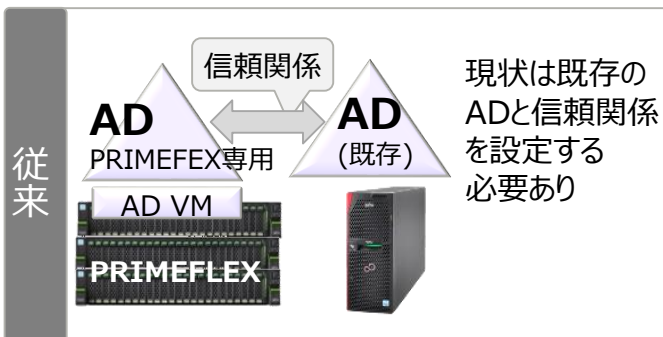 従来
信頼関係
AD
PRIMEFEX専用
AD
(既存)
AD VM
PRIMEFLEX
現状は既存の
ADと信頼関係
を設定する
必要あり